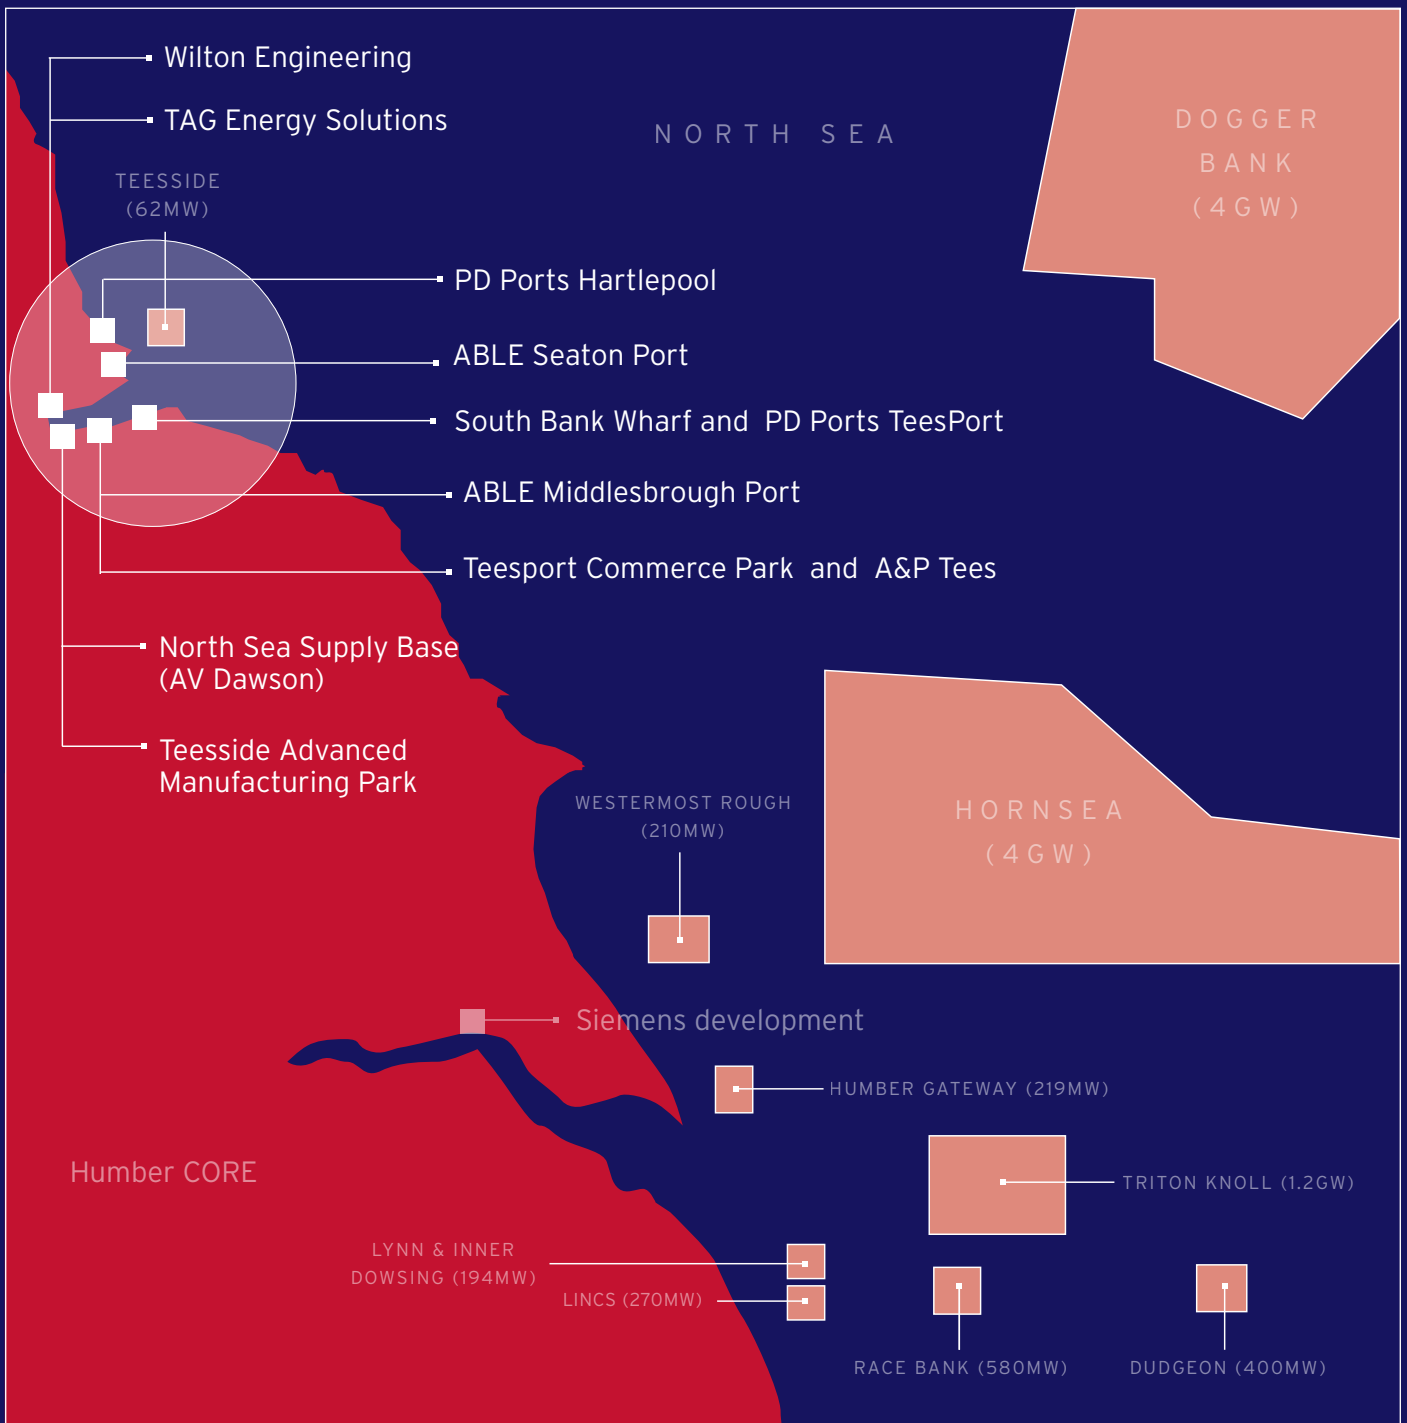 Wilton Engineering
TAG Energy Solutions
NORTH SEA
DOGGER
BANK
(4GW)
TEESSIDE
(62MW)
PD Ports Hartlepool
ABLE Seaton Port
South Bank Wharf and PD Ports TeesPort
ABLE Middlesbrough Port
Teesport Commerce Park and A&P Tees
North Sea Supply Base
(AV Dawson)
Teesside Advanced
Manufacturing Park
WESTERMOST ROUGH
(210MW)
HORNSEA
(4GW)
Siemens development
HUMBER GATEWAY (219MW)
Humber CORE
TRITON KNOLL (1.2GW)
LYNN & INNER
DOWSING (194MW)
LINCS (270MW)
RACE BANK (580MW)
DUDGEON (400MW)